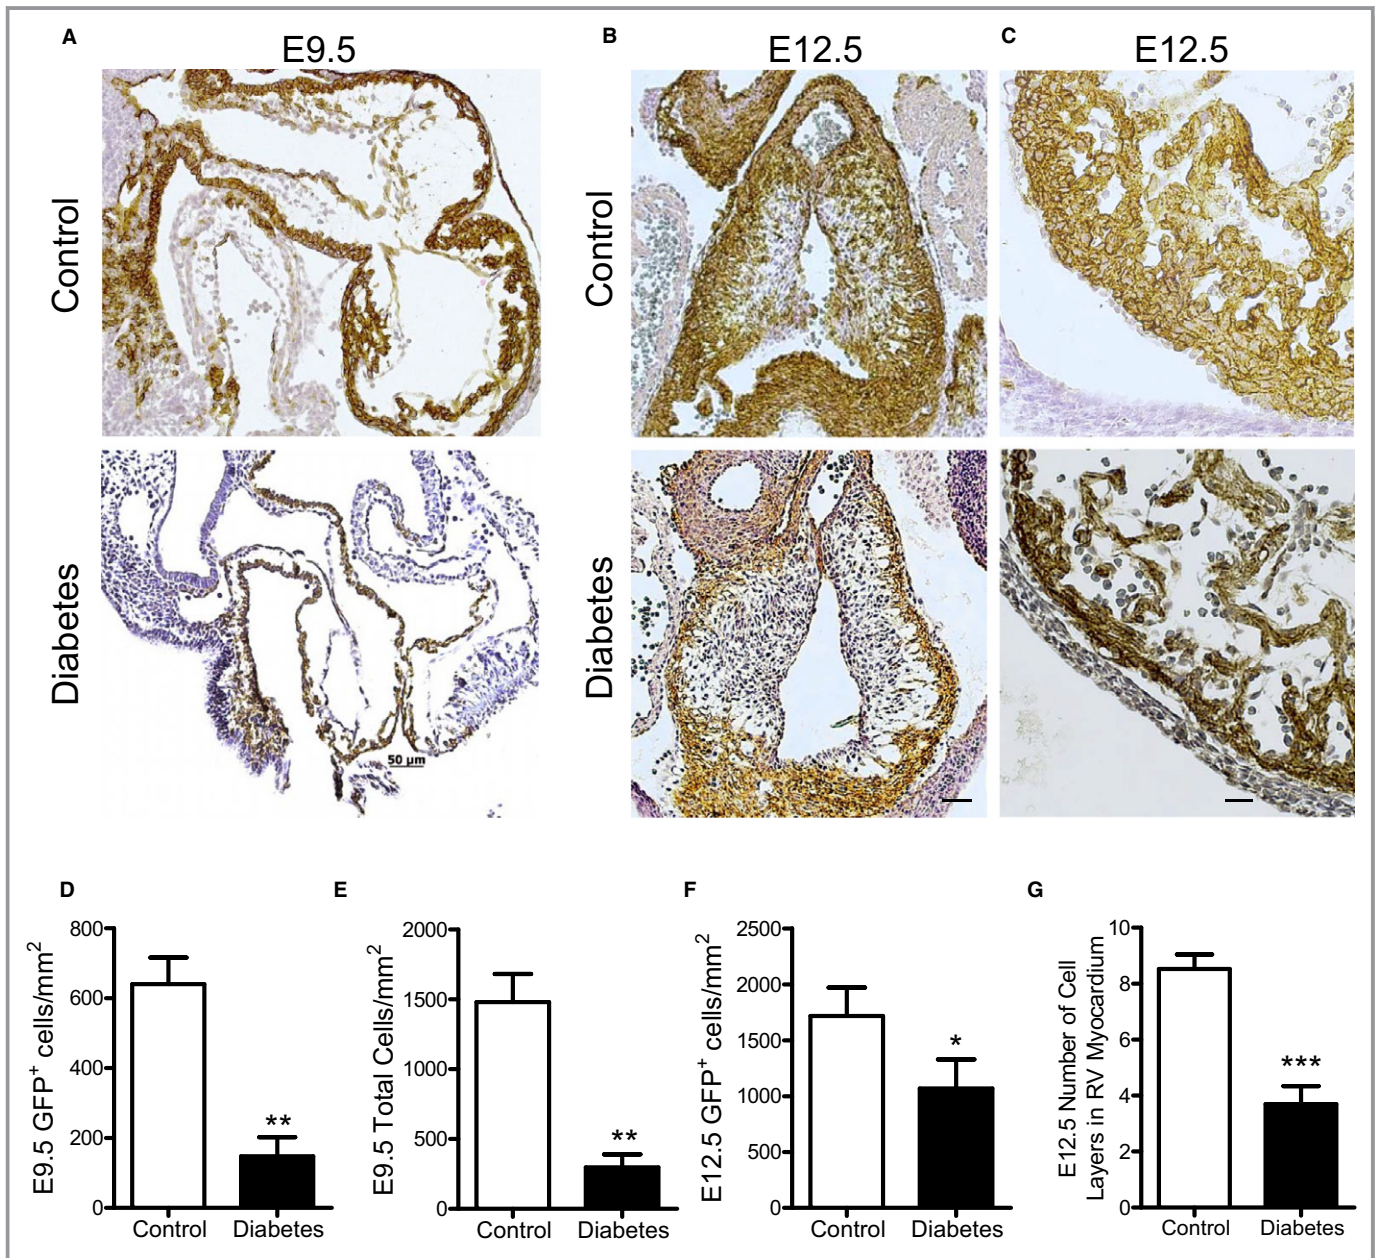 A
E9.5
B
E12.5
C
E12.5
Control
Control
Diabetes
Diabetes
50 µm
D
E9.5 GFP+ cells/mm2
800
600
400
200
0
**
Control
Diabetes
E
E9.5 Total Cells/mm2
2000
1500
1000
500
0
**
Control
Diabetes
F
E12.5 GFP+ cells/mm2
2500
2000
1500
1000
500
0
*
Control
Diabetes
G
E12.5 Number of Cell
Layers in RV Myocardium
10
8
6
4
2
0
***
Control
Diabetes